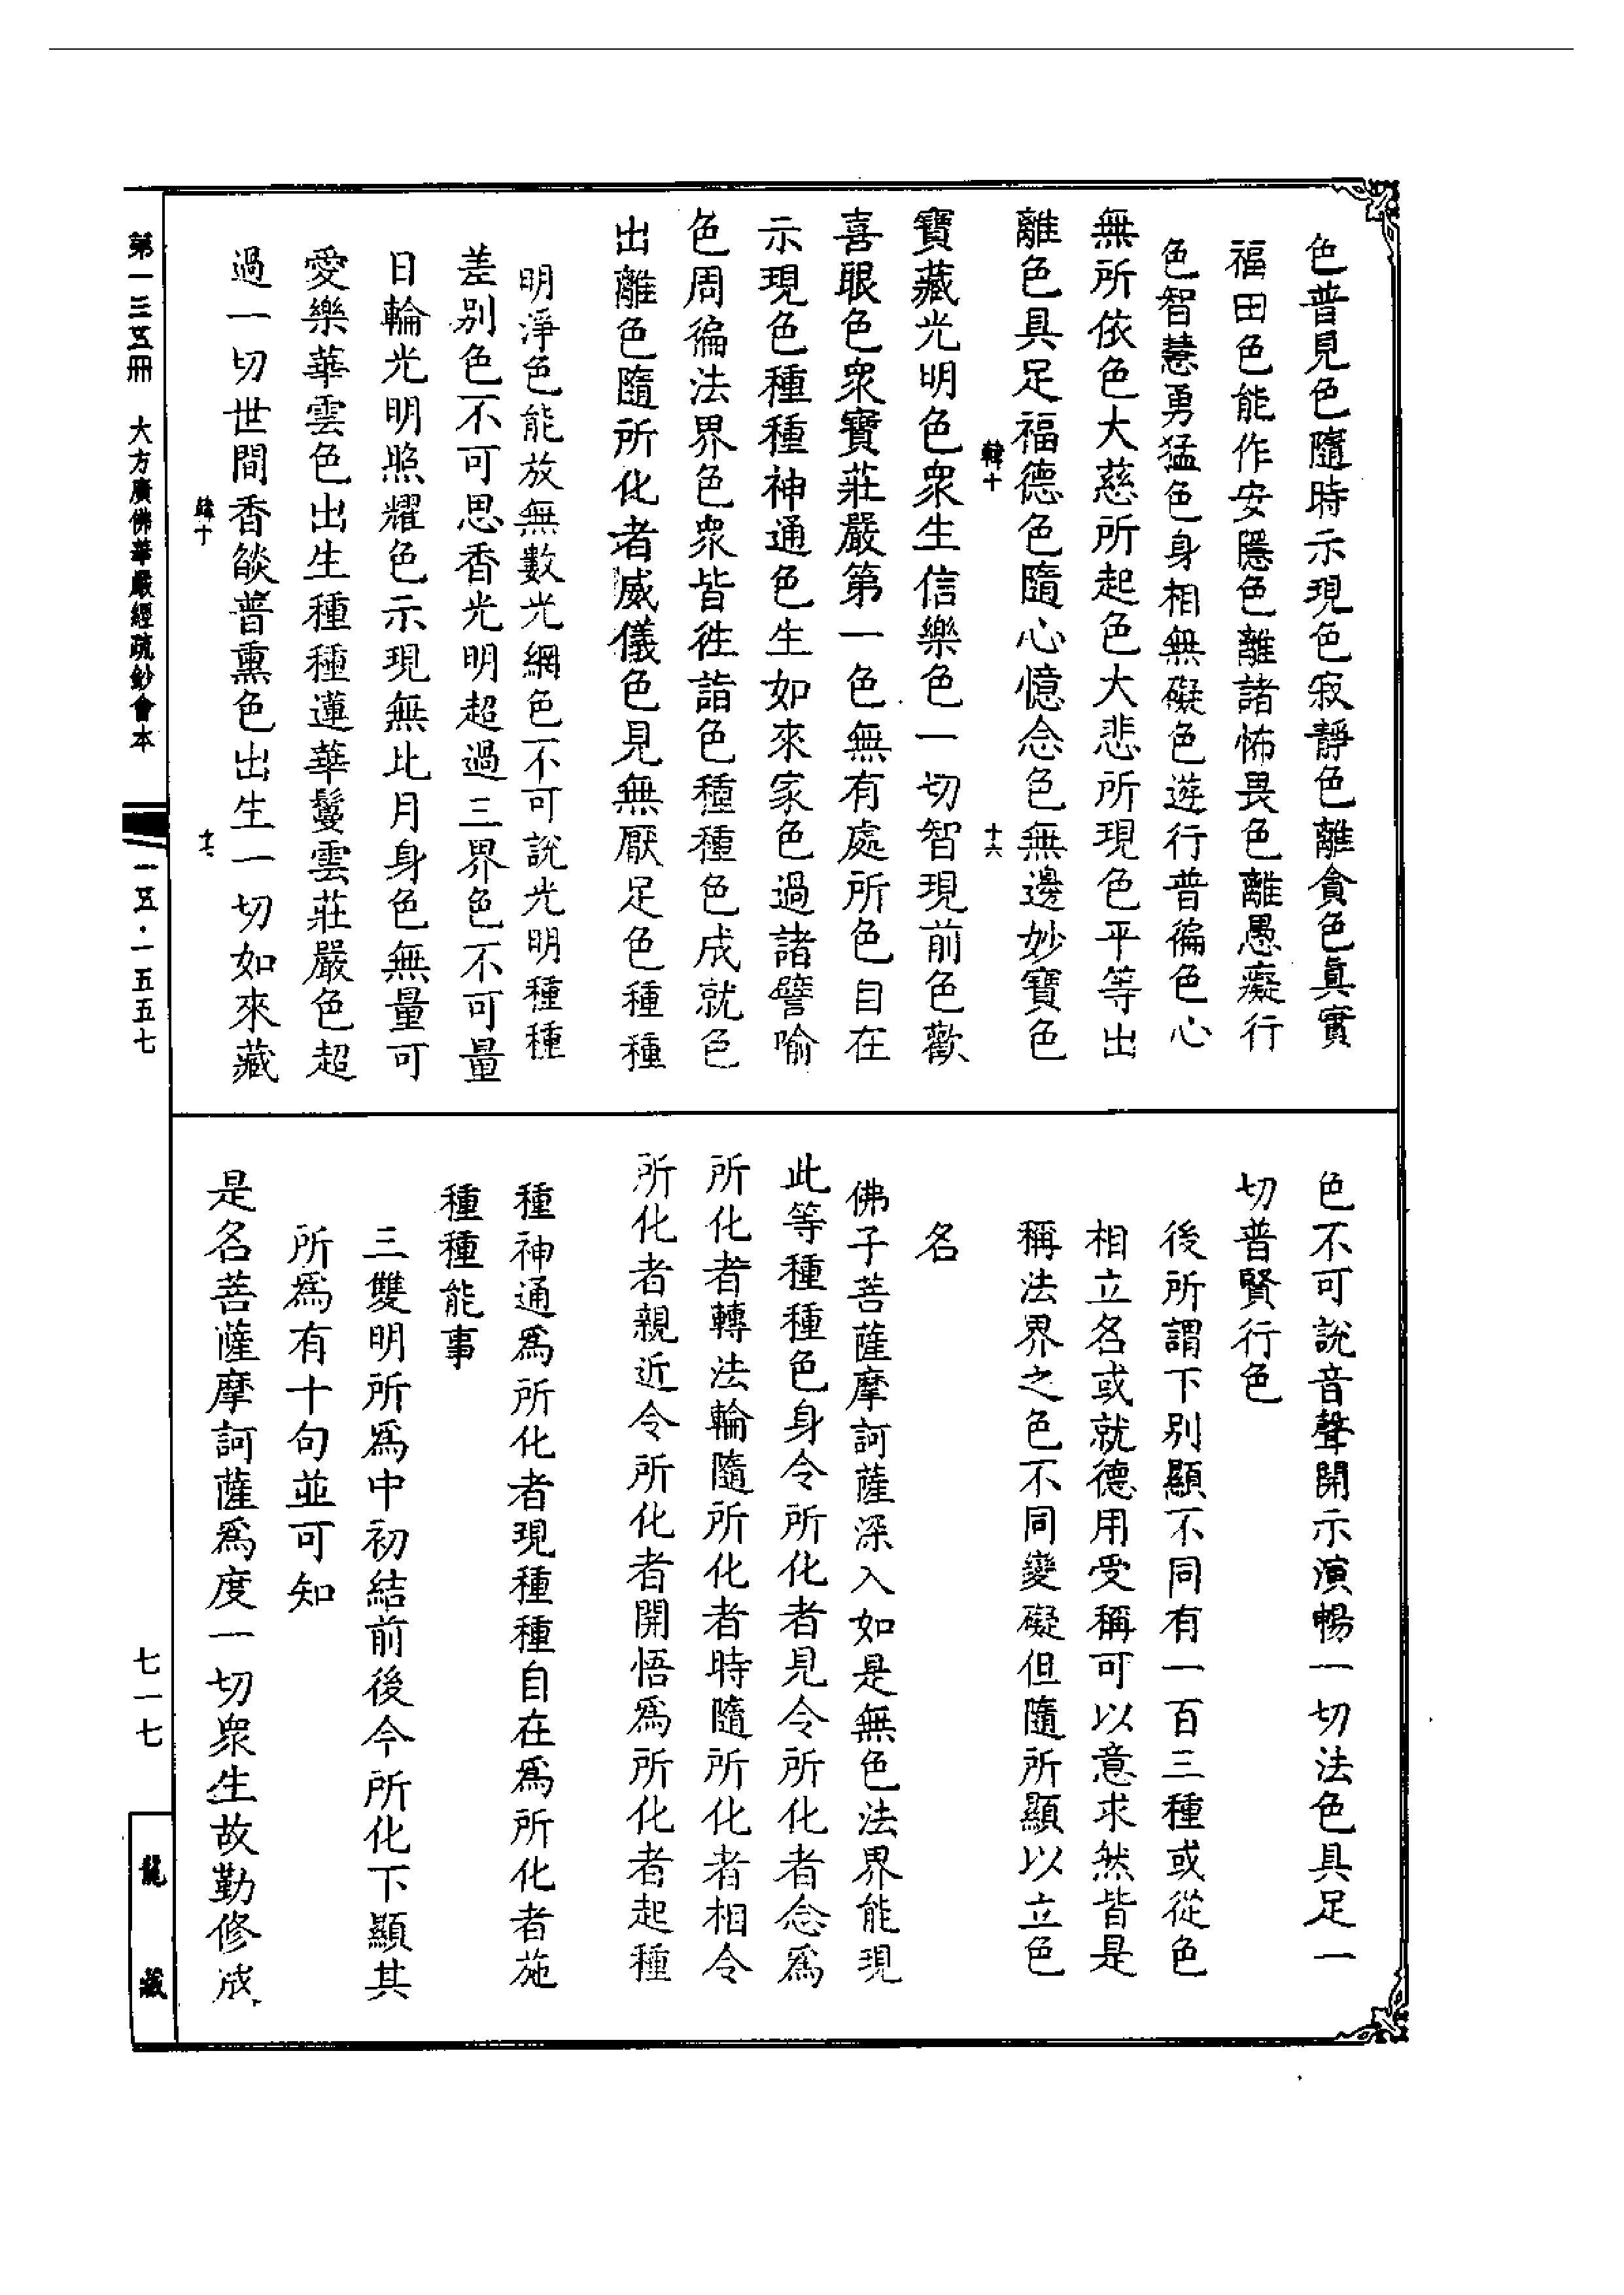 色普見色隨時示現色寂靜色離貪色眞實
福田色能作安隱色離諸怖畏色離愚癡行
色智慧勇猛色身相無礙色遊行普徧色心
無所依色大慈所起色大悲所現色平等出
離色具足福德色隨心憶念色無邊妙寶色
韓十
十六
寶藏光明色衆生信樂色一切智現前色歡
喜眼色衆寶莊嚴第一色無有處所色自在
示現色種種神通色生如來家色過諸譬喻
色周徧法界色衆皆往詣色種種色成就色
出離色隨所化者威儀色見無厭足色種種
明淨色能放無數光網色不可說光明種種
差別色不可思香光明超過三界色不可量
日輪光明照耀色示現無比月身色無量可
愛樂華雲色出生種種蓮華鬘雲莊嚴色超
過一切世間香燄普熏色出生一切如來藏
韓十
十六
色不可說音聲開示演暢一切法色具足一
切普賢行色
後所謂下別顯不同有一百三種或從色
相立名或就德用受稱可以意求然皆是
稱法界之色不同變礙但隨所顯以立色
名
佛子菩薩摩訶薩深入如是無色法界能現
此等種種色身令所化者見令所化者念爲
所化者轉法輪隨所化者時隨所化者相令
所化者親近令所化者開悟爲所化者起種
種神通爲所化者現種種自在爲所化者施
種種能事
三雙明所爲中初結前後令所化下顯其
所爲有十句並可知
是名菩薩摩訶薩爲度一切衆生故勤修成
第一三五冊 大方廣佛華嚴經疏鈔會本
一五·一五五七
七一七
龍藏